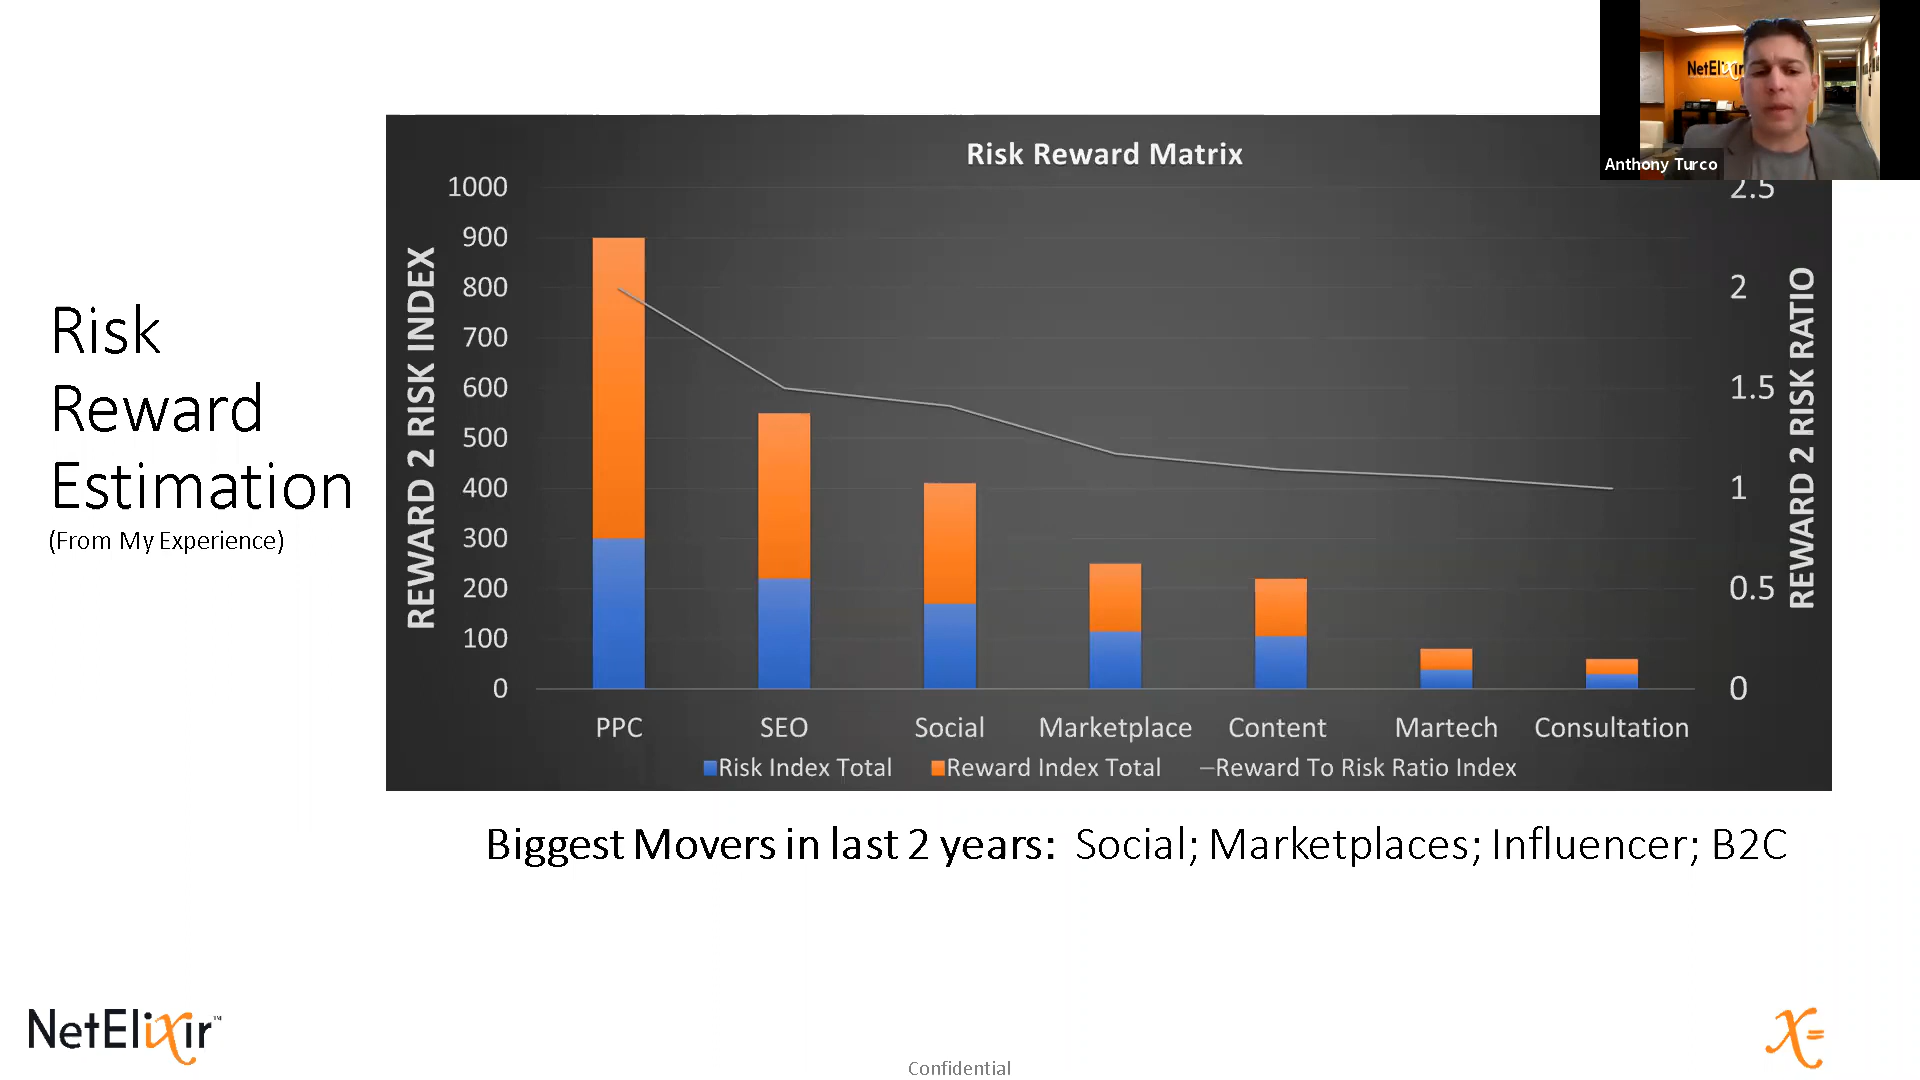 NetElixir
Anthony Turco
Risk
Reward
Estimation
(From My Experience)
Risk Reward Matrix
REWARD 2 RISK INDEX
1000
900
800
700
600
500
400
300
200
100
0
2.5
2
1.5
1
0.5
0
REWARD 2 RISK RATIO
PPC SEO Social Marketplace Content Martech Consultation
Risk Index Total Reward Index Total Reward To Risk Ratio Index
Biggest Movers in last 2 years: Social; Marketplaces; Influencer; B2C
NetElixir™
X=
Confidential